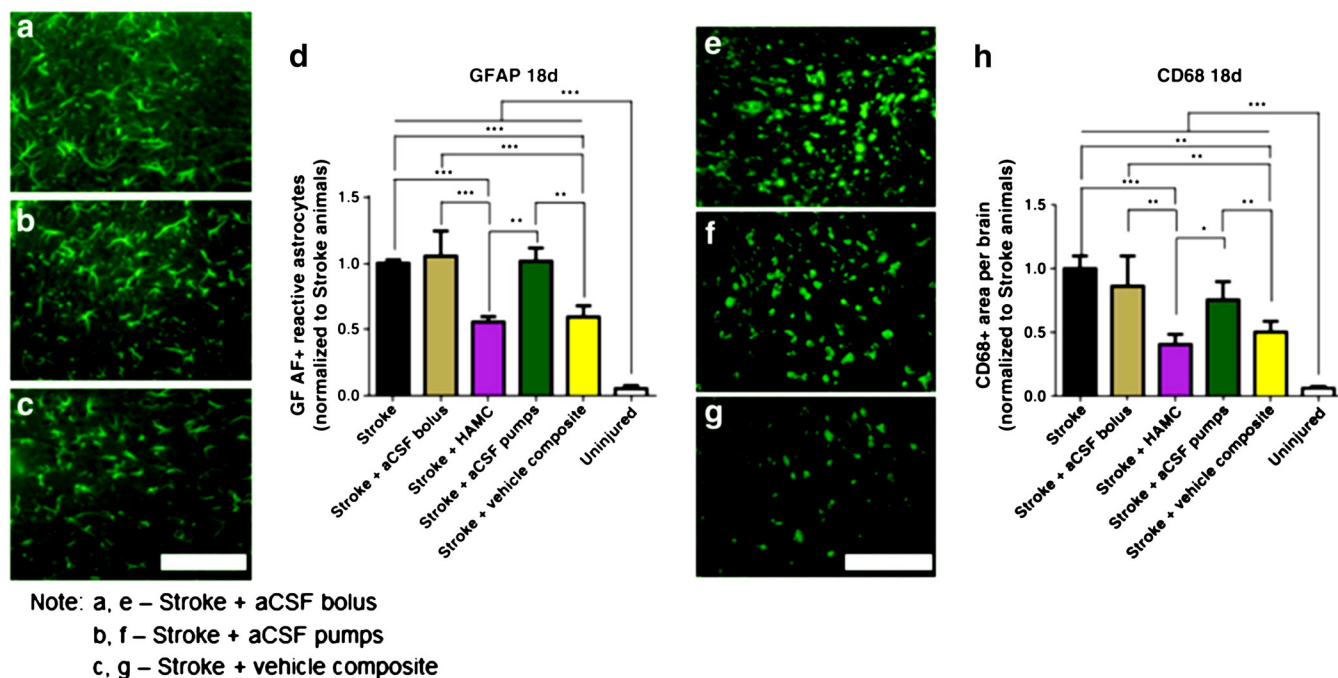 a
b
c
d
GFAP 18d
***
***
***
***
***
**
**
GF AF+ reactive astrocytes
(normalized to Stroke animals)
1.5
1.0
0.5
0.0
Stroke
Stroke + aCSF bolus
Stroke + HAMC
Stroke + aCSF pumps
Stroke + vehicle composite
Uninjured
e
f
g
h
CD68 18d
***
**
**
***
**
**
*
CD68+ area per brain
(normalized to Stroke animals)
1.5
1.0
0.5
0.0
Stroke
Stroke + aCSF bolus
Stroke + HAMC
Stroke + aCSF pumps
Stroke + vehicle composite
Uninjured
Note: a, e – Stroke + aCSF bolus
b, f – Stroke + aCSF pumps
c, g – Stroke + vehicle composite